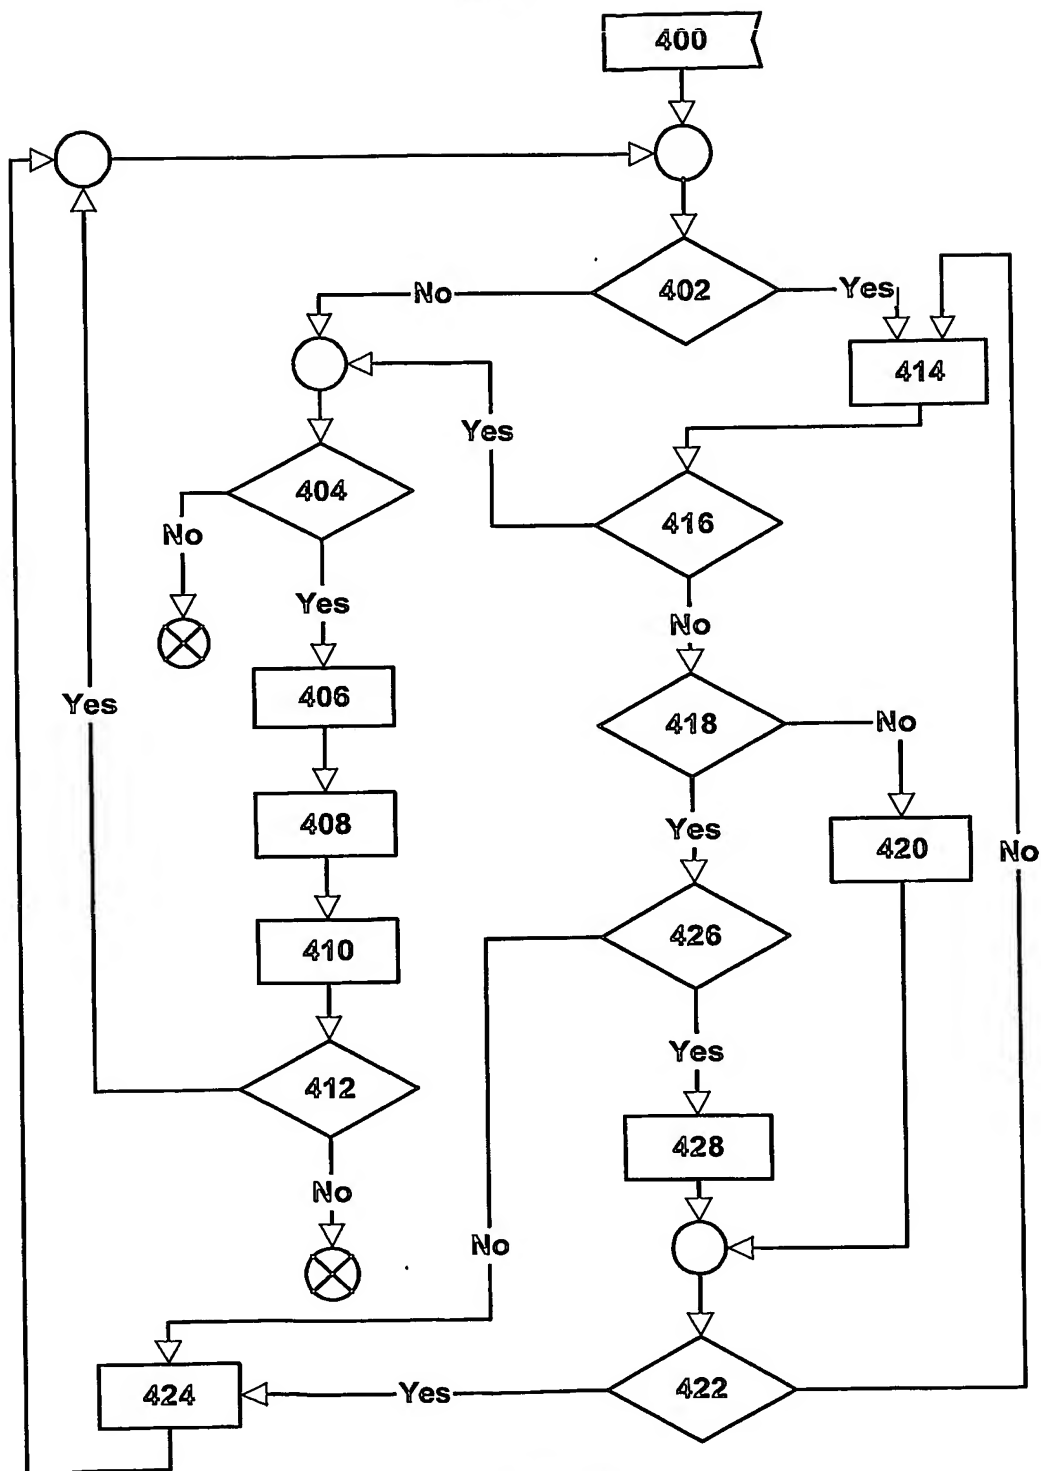 400
402
No
Yes
414
Yes
404
416
No
Yes
No
406
Yes
418
No
408
Yes
420
No
426
410
Yes
412
428
No
No
424
Yes
422